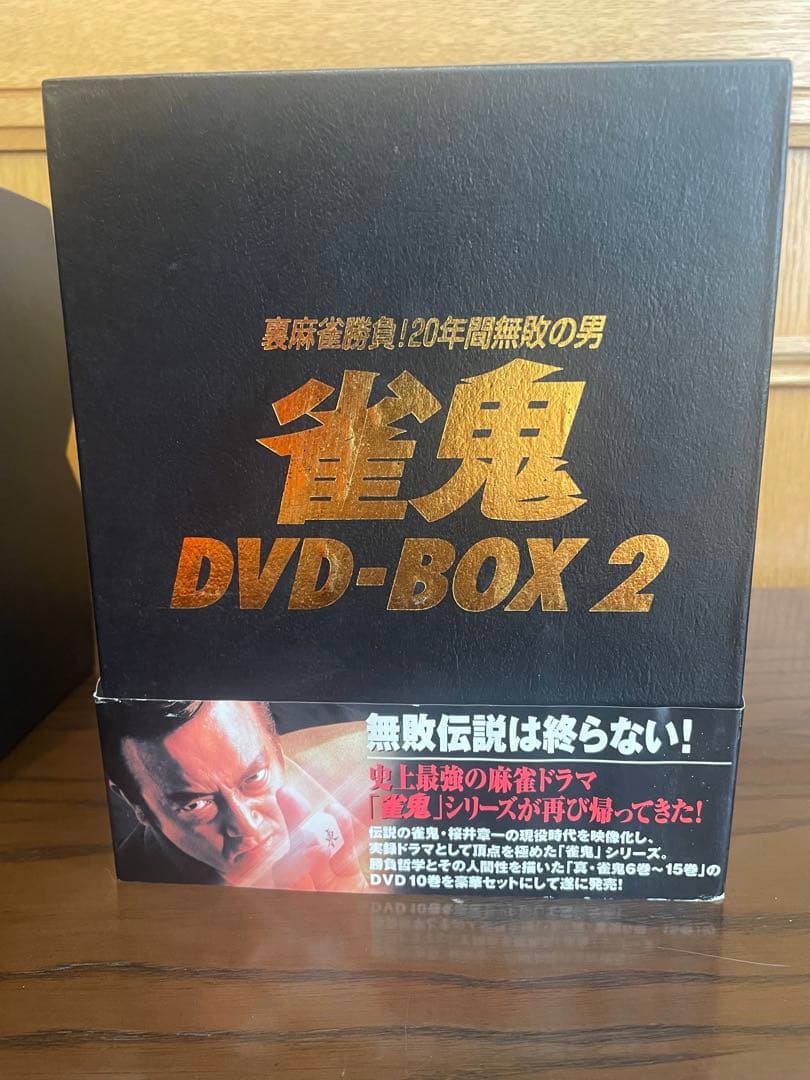 裏麻雀勝負!20年間無敗の男
雀鬼
DVD-BOX 2
無敗伝説は終らない!
史上最強の麻雀ドラマ
「雀鬼」シリーズが再び帰ってきた!
伝説の雀鬼・桜井章一の現役時代を映像化し、
実録ドラマとして頂点を極めた「雀鬼」シリーズ。
勝負哲学とその人間性を描いた「真・雀鬼6巻〜15巻」の
DVD10巻を豪華セットにして遂に発売!